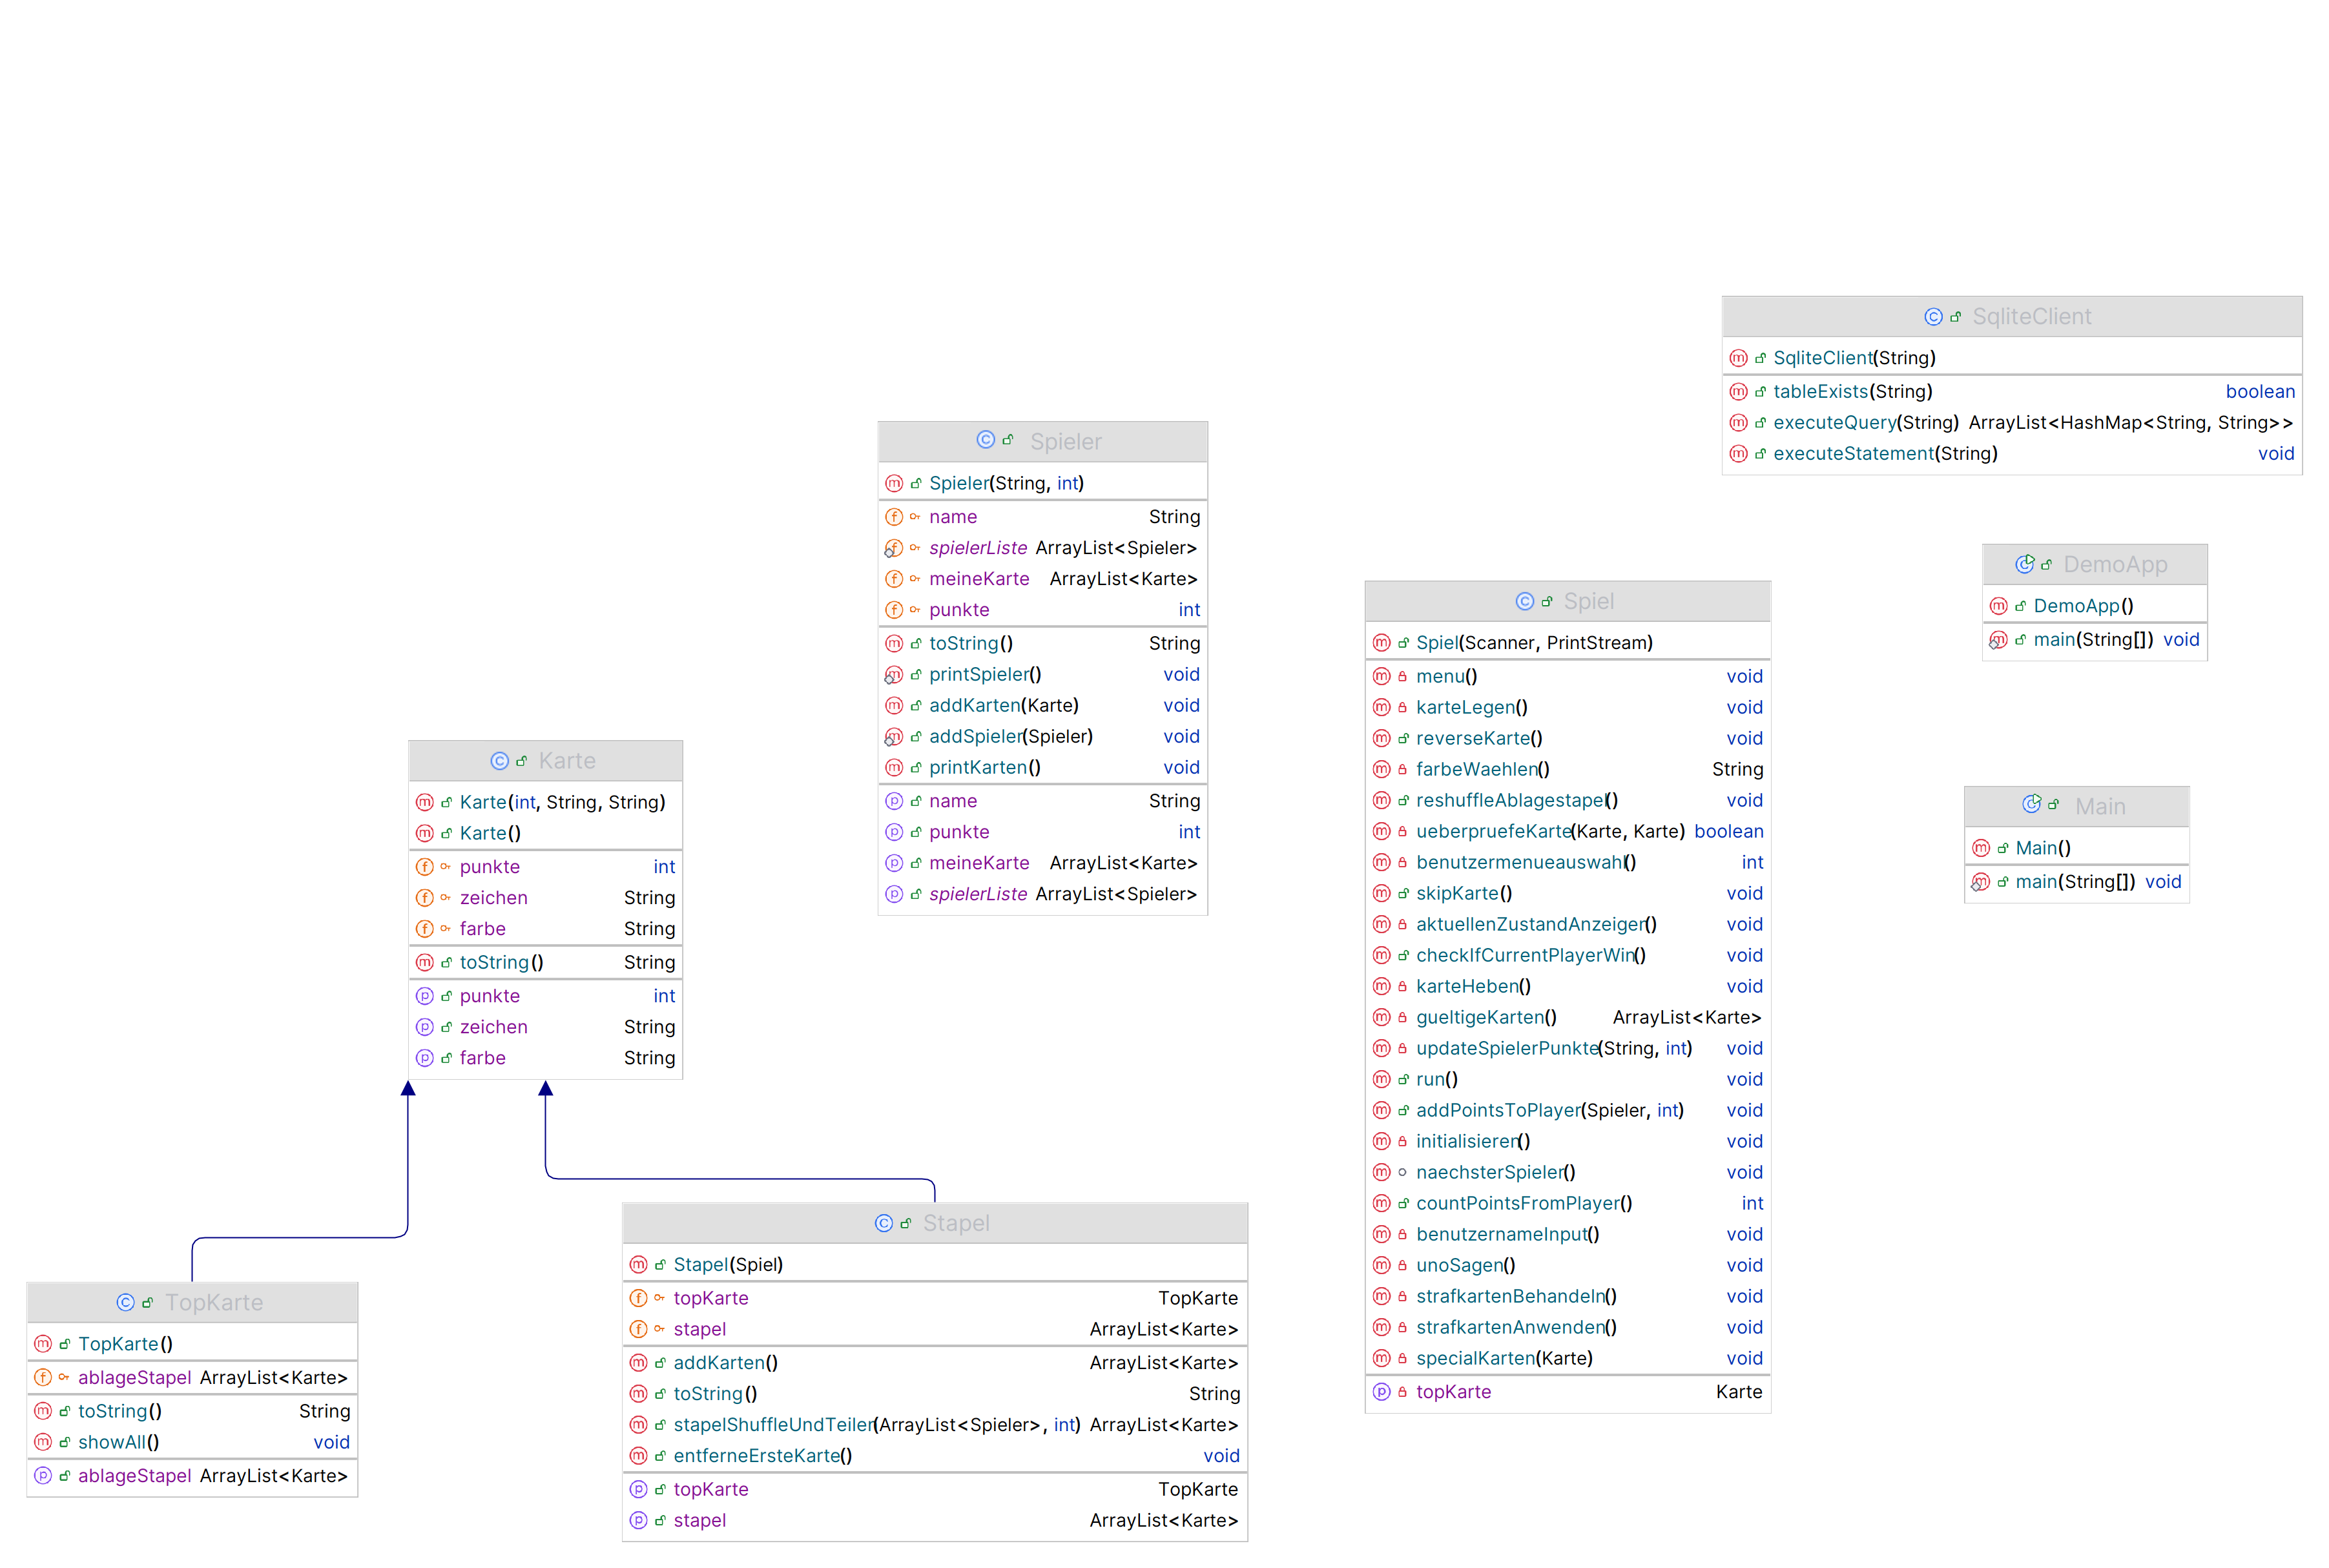 SqliteClient
SqliteClient(String)
tableExists(String) boolean
executeQuery(String) ArrayList<HashMap<String, String>>
executeStatement(String) void
Spieler
Spieler(String, int)
name String
spielerListe ArrayList<Spieler>
meineKarte ArrayList<Karte>
punkte int
toString() String
printSpieler() void
addKarten(Karte) void
addSpieler(Spieler) void
printKarten() void
name String
punkte int
meineKarte ArrayList<Karte>
spielerListe ArrayList<Spieler>
DemoApp
DemoApp()
main(String[]) void
Spiel
Spiel(Scanner, PrintStream)
menu() void
karteLegen() void
reverseKarte() void
farbeWaehlen() String
reshuffleAblagestapel() void
ueberpruefeKarte(Karte, Karte) boolean
benutzermenueauswahl() int
skipKarte() void
aktuellenZustandAnzeigen() void
checkIfCurrentPlayerWin() void
karteHeben() void
gueltigeKarten() ArrayList<Karte>
updateSpielerPunkte(String, int) void
run() void
addPointsToPlayer(Spieler, int) void
initialisieren() void
naechsterSpieler() void
countPointsFromPlayer() int
benutzernameInput() void
unoSagen() void
strafkartenBehandeln() void
strafkartenAnwenden() void
specialKarten(Karte) void
topKarte Karte
Main
Main()
main(String[]) void
Karte
Karte(int, String, String)
Karte()
punkte int
zeichen String
farbe String
toString() String
punkte int
zeichen String
farbe String
TopKarte
TopKarte()
ablageStapel ArrayList<Karte>
toString() String
showAll() void
ablageStapel ArrayList<Karte>
Stapel
Stapel(Spiel)
topKarte TopKarte
stapel ArrayList<Karte>
addKarten() ArrayList<Karte>
toString() String
stapelShuffleUndTeilen(ArrayList<Spieler>, int) ArrayList<Karte>
entferneErsteKarte() void
topKarte TopKarte
stapel ArrayList<Karte>